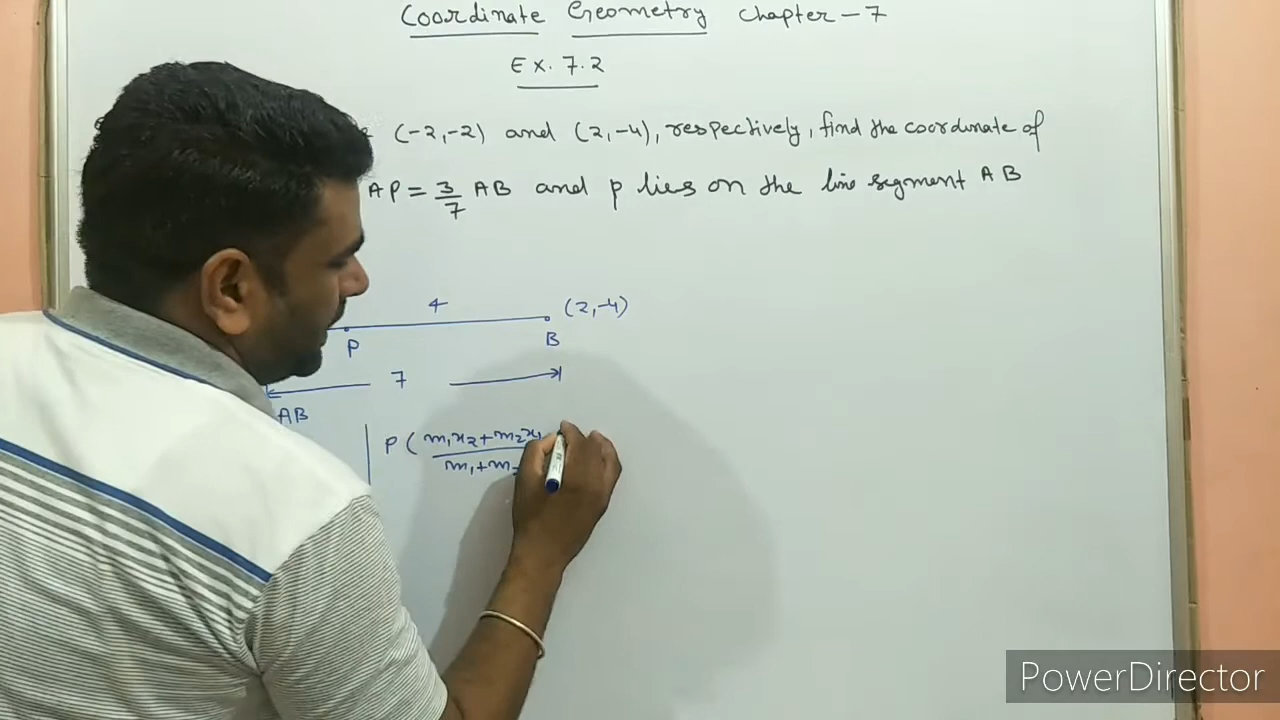 Coordinate Geometry Chapter-7
Ex. 7.2
(-2,-2) and (2,-4), respectively, find the coordinate of
AP = 3/7 AB and p lies on the line segment AB
4 (2,-4)
P B
7
AB
P ( m₁x₂+m₂x₁
m₁+m₂
PowerDirector